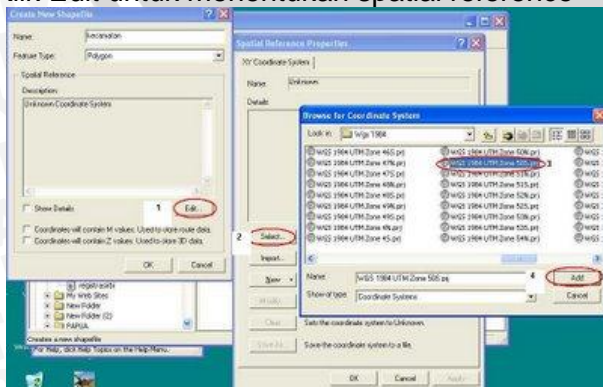 Klik Edit untuk menentukan spatial reference
Create New Shapefile
Name:
kecamatan
Feature Type:
Polygon
Spatial Reference
Description:
Unknown Coordinate System
Show Details
1
Edit...
Coordinates will contain M values. Used to store route data.
Coordinates will contain Z values. Used to store 3D data.
OK
Cancel
registrasirbi
My Web Sites
New Folder
New Folder (2)
PAPUA
Creates a new shapefile
For Help, click Help Topics on the Help Menu.
Spatial Reference Properties
XY Coordinate System
Name:
Unknown
Details:
2
Select...
Import...
New
Modify...
Clear
Sets the coordinate system to Unknown.
Save As...
Save the coordinate system to a file.
OK
Cancel
Apply
Browse for Coordinate System
Look in:
Wgs 1984
WGS 1984 UTM Zone 46S.prj
WGS 1984 UTM Zone 47N.prj
WGS 1984 UTM Zone 47S.prj
WGS 1984 UTM Zone 48N.prj
WGS 1984 UTM Zone 48S.prj
WGS 1984 UTM Zone 49N.prj
WGS 1984 UTM Zone 49S.prj
WGS 1984 UTM Zone 4N.prj
WGS 1984 UTM Zone 4S.prj
WGS 1984 UTM Zone 50N.prj
WGS 1984 UTM Zone 50S.prj
3
WGS 1984 UTM Zone 51N.prj
WGS 1984 UTM Zone 51S.prj
WGS 1984 UTM Zone 52N.prj
WGS 1984 UTM Zone 52S.prj
WGS 1984 UTM Zone 53N.prj
WGS 1984 UTM Zone 53S.prj
WGS 1984 UTM Zone 54N.prj
Name:
WGS 1984 UTM Zone 50S.prj
4
Add
Show of type:
Coordinate Systems
Cancel